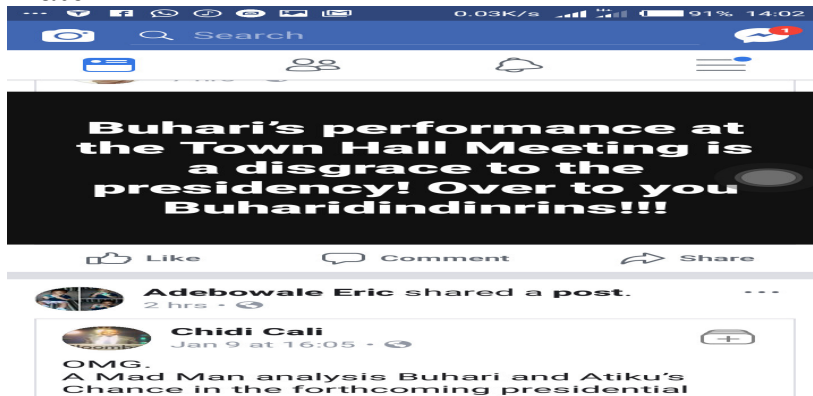 0.03K/s 91% 14:02
Search
1
Buhari's performance at
the Town Hall Meeting is
a disgrace to the
presidency! Over to you
Buharidindinrins!!!
Like Comment Share
Adebowale Eric shared a post.
2 hrs
Chidi Cali
Jan 9 at 16:05
OMG.
A Mad Man analysis Buhari and Atiku's
Chance in the forthcoming presidential